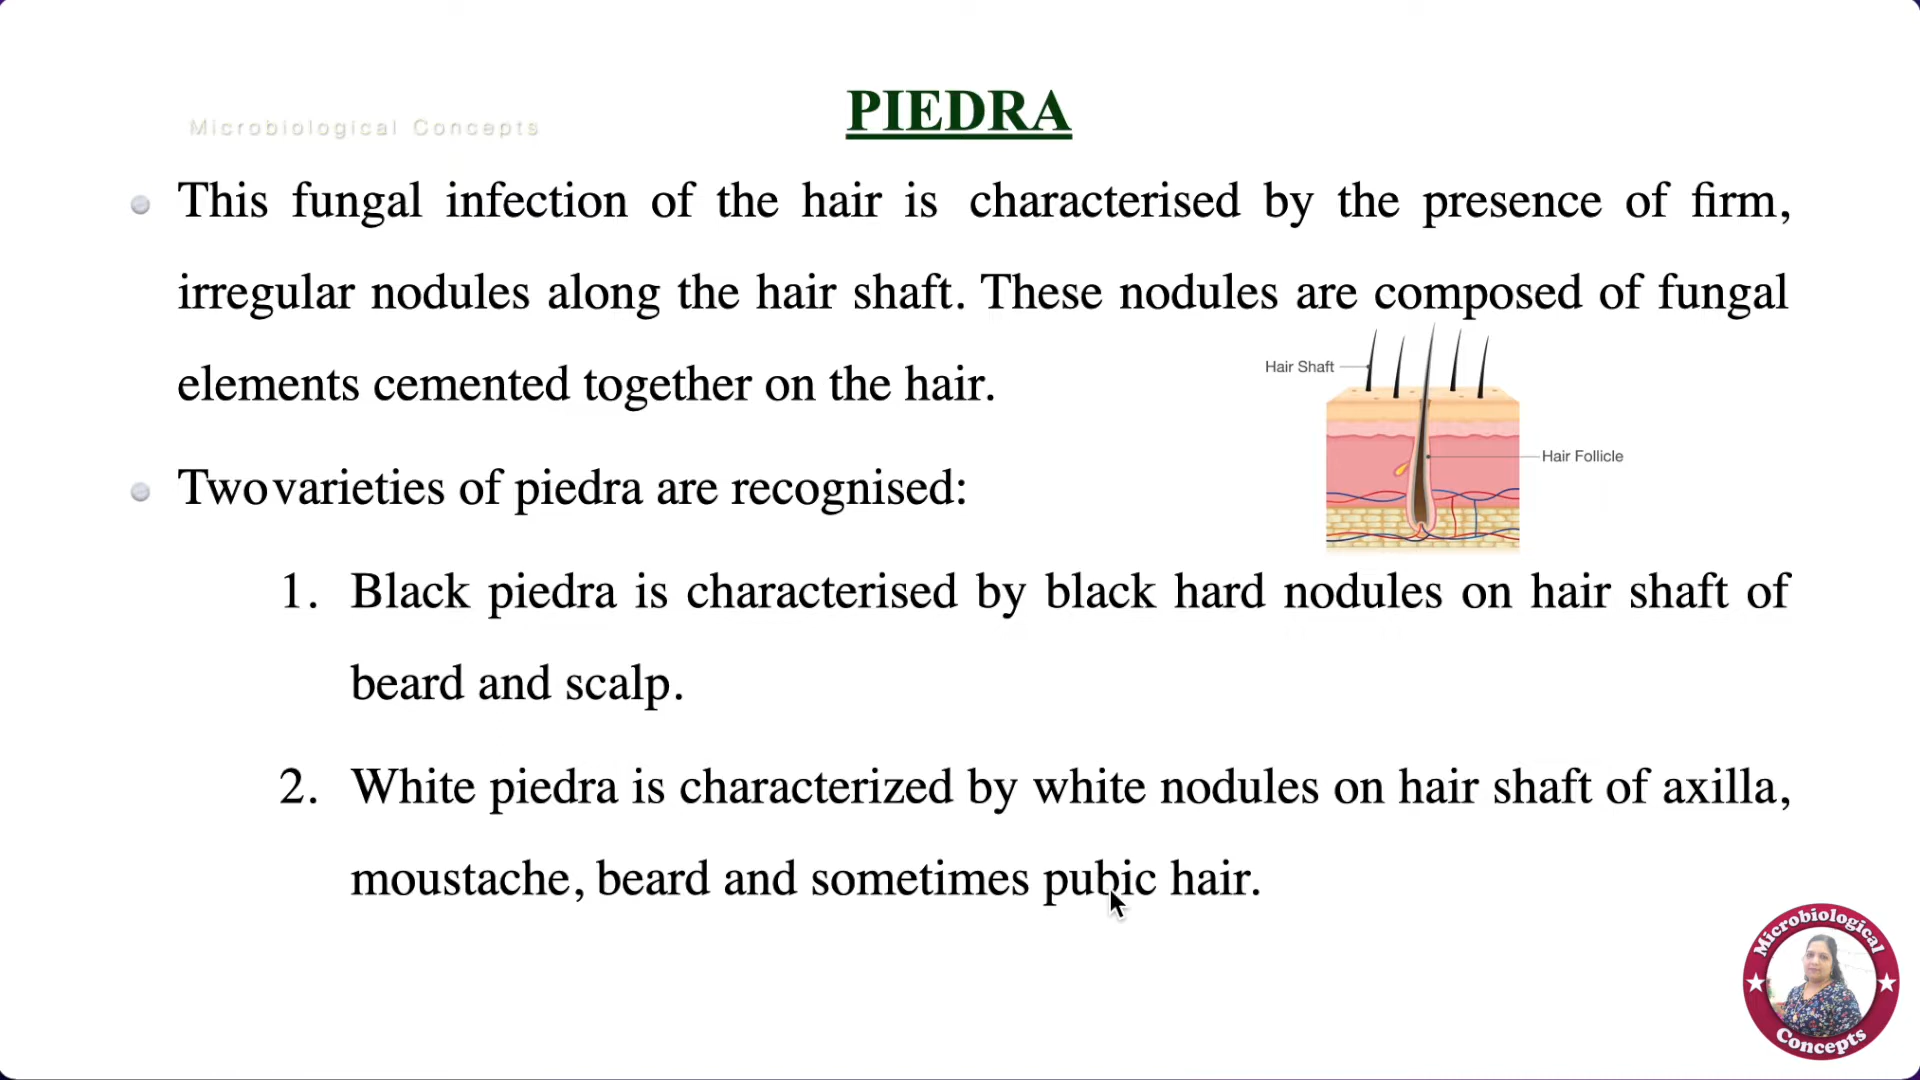 PIEDRA
Microbiological Concepts
This fungal infection of the hair is characterised by the presence of firm,
irregular nodules along the hair shaft. These nodules are composed of fungal
elements cemented together on the hair.
Hair Shaft
Hair Follicle
Two varieties of piedra are recognised:
1. Black piedra is characterised by black hard nodules on hair shaft of
beard and scalp.
2. White piedra is characterized by white nodules on hair shaft of axilla,
moustache, beard and sometimes pubic hair.
Microbiological
Concepts